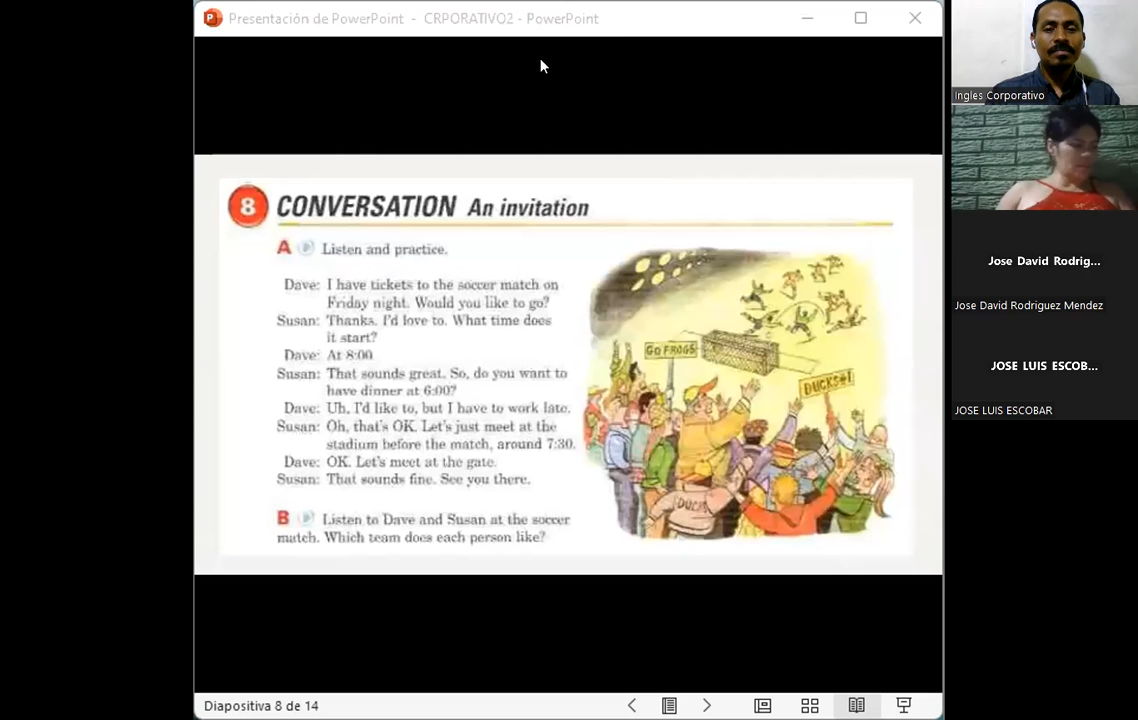 Presentación de PowerPoint - CRPORATIVO2 - PowerPoint
8 CONVERSATION An invitation
A Listen and practice.
Dave: I have tickets to the soccer match on
Friday night. Would you like to go?
Susan: Thanks. I'd love to. What time does
it start?
Dave: At 8:00
Susan: That sounds great. So, do you want to
have dinner at 6:00?
Dave: Uh, I'd like to, but I have to work late.
Susan: Oh, that's OK. Let's just meet at the
stadium before the match, around 7:30.
Dave: OK. Let's meet at the gate.
Susan: That sounds fine. See you there.
B Listen to Dave and Susan at the soccer
match. Which team does each person like?
GO FROGS
DUCKS#1
DUCKS
Diapositiva 8 de 14
Ingles Corporativo
Jose David Rodrig...
Jose David Rodriguez Mendez
JOSE LUIS ESCOB...
JOSE LUIS ESCOBAR